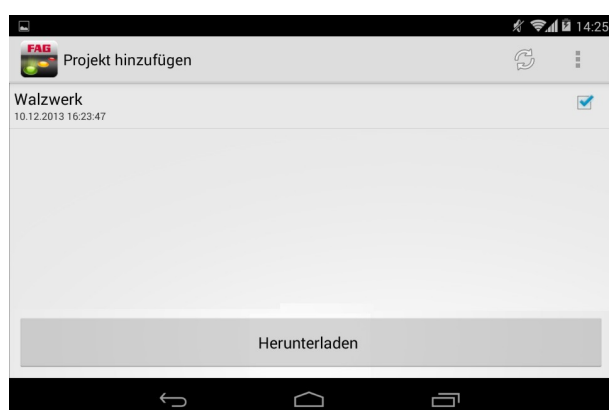 14:25
FAG
Projekt hinzufügen
Walzwerk
10.12.2013 16:23:47
Herunterladen